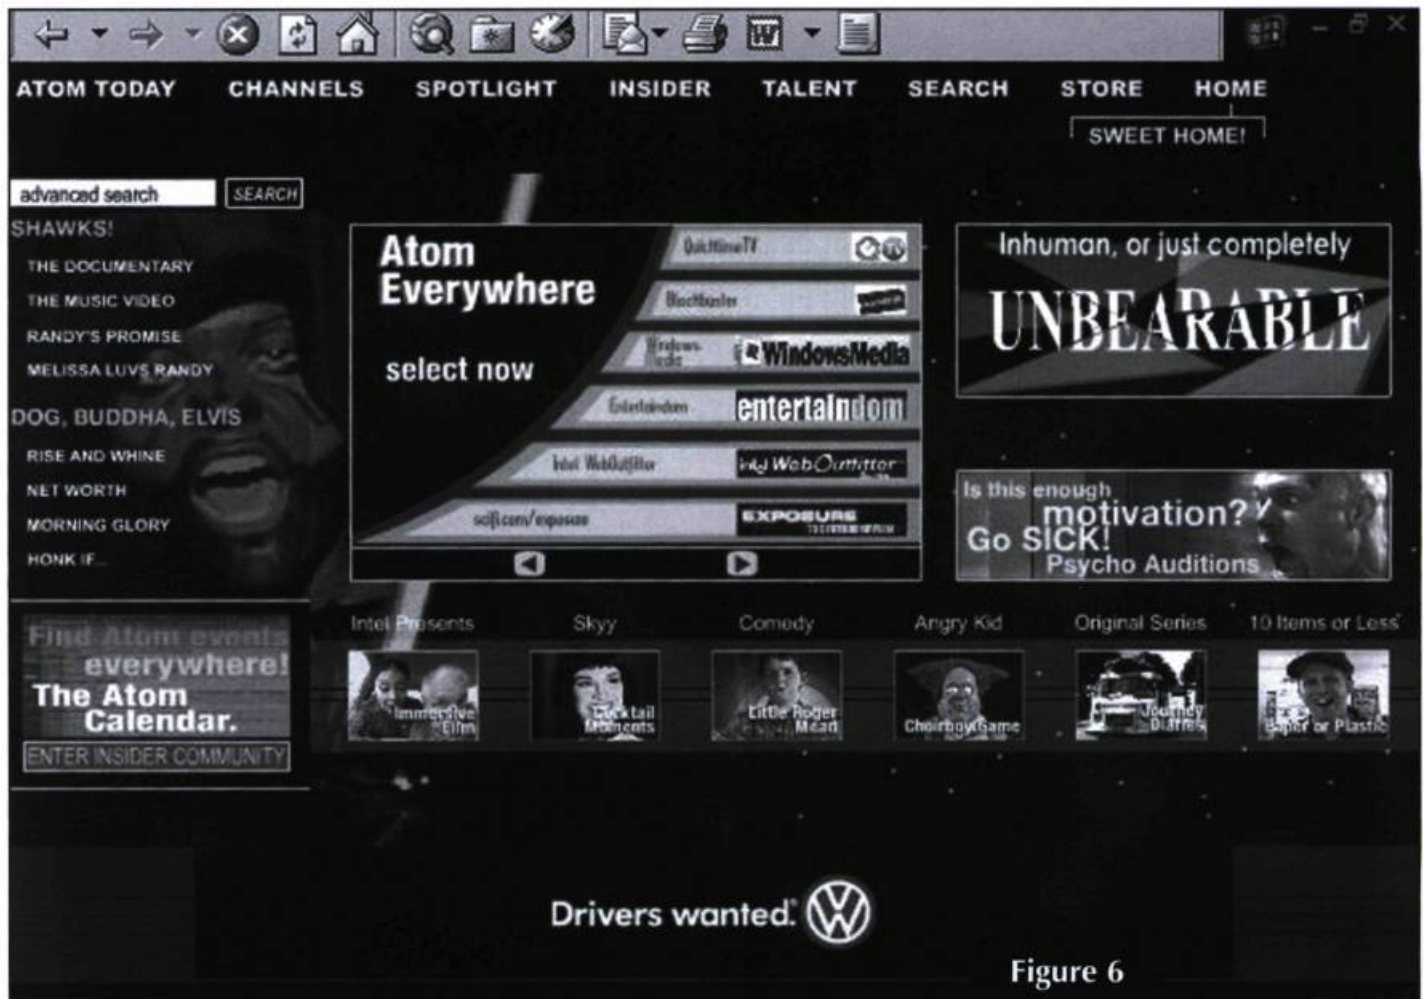 ATOM TODAY CHANNELS SPOTLIGHT INSIDER TALENT SEARCH STORE HOME
SWEET HOME!
advanced search SEARCH
SHAWKS!
THE DOCUMENTARY
THE MUSIC VIDEO
RANDY'S PROMISE
MELISSA LUVS RANDY
DOG, BUDDHA, ELVIS
RISE AND WHINE
NET WORTH
MORNING GLORY
HONK IF...
Find Atom events
everywhere!
The Atom
Calendar.
ENTER INSIDER COMMUNITY
Atom
Everywhere
select now
QuicktimeTV
Blockbuster
Windows
Media
WindowsMedia
Entertaindom
entertaindom
Intel WebOutfitter
intel WebOutfitter
scifi.com/exposure
EXPOSURE
Inhuman, or just completely
UNBEARABLE
Is this enough
motivation?
Go SICK!
Psycho Auditions
Intel Presents
Immersive
Film
Skyy
Cocktail
Moments
Comedy
Little Roger
Mead
Angry Kid
Choirboy Game
Original Series
Journey
Diaries
10 Items or Less
Paper or Plastic
Drivers wanted.®
Figure 6